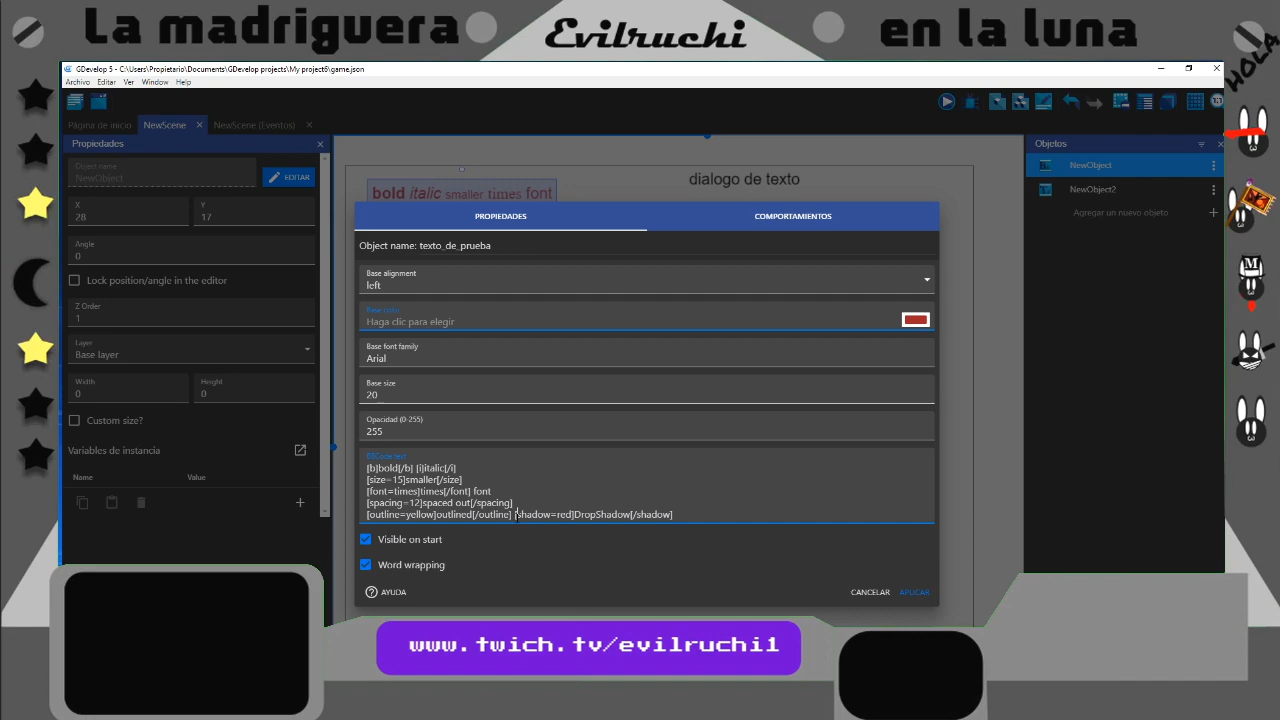 La madriguera Evilruchi en la luna
HOLA
GDevelop 5 - C:\Users\Propietario\Documents\GDevelop projects\My project6\game.json
Archivo Editar Ver Window Help
Página de inicio NewScene NewScene (Eventos)
Propiedades
Object name
NewObject
EDITAR
X
28
Y
17
Angle
0
Lock position/angle in the editor
Z Order
1
Layer
Base layer
Width
0
Height
0
Custom size?
Variables de instancia
Name Value
bold italic smaller times font
dialogo de texto
PROPIEDADES COMPORTAMIENTOS
Object name: texto_de_prueba
Base alignment
left
Base color
Haga clic para elegir
Base font family
Arial
Base size
20
Opacidad (0-255)
255
BBCode text
[b]bold[/b] [i]italic[/i]
[size=15]smaller[/size]
[font=times]times[/font] font
[spacing=12]spaced out[/spacing]
[outline=yellow]outlined[/outline] [shadow=red]DropShadow[/shadow]
Visible on start
Word wrapping
AYUDA
CANCELAR APLICAR
Objetos
NewObject
NewObject2
Agregar un nuevo objeto
1:1
M
www.twich.tv/evilruchi1